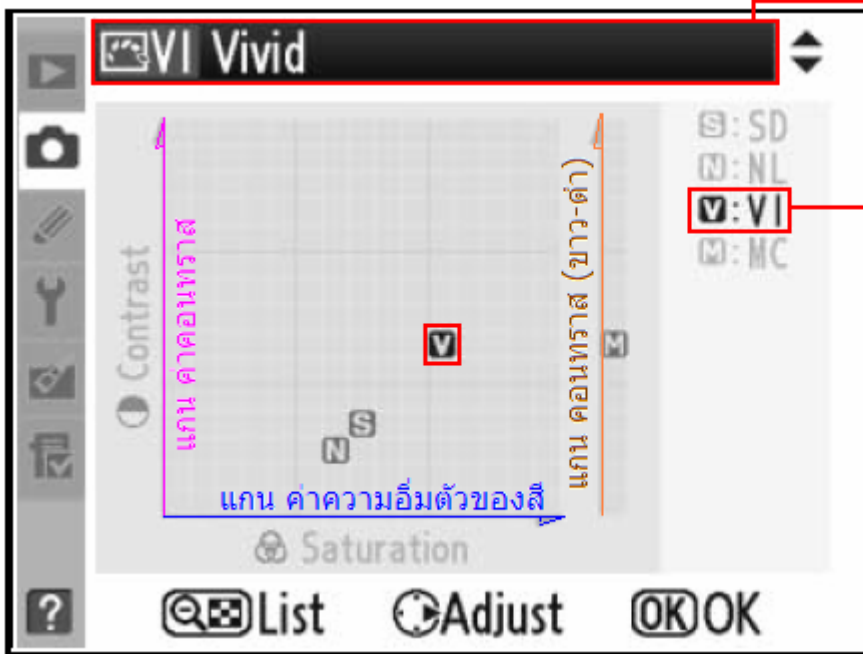 VI Vivid
S: SD
N: NL
V: VI
M: MC
Contrast
แกน ค่าคอนทราส
แกน คอนทราส (ขาว-ดำ)
V
M
S
N
แกน ค่าความอิ่มตัวของสี
Saturation
?
List
Adjust
OK OK